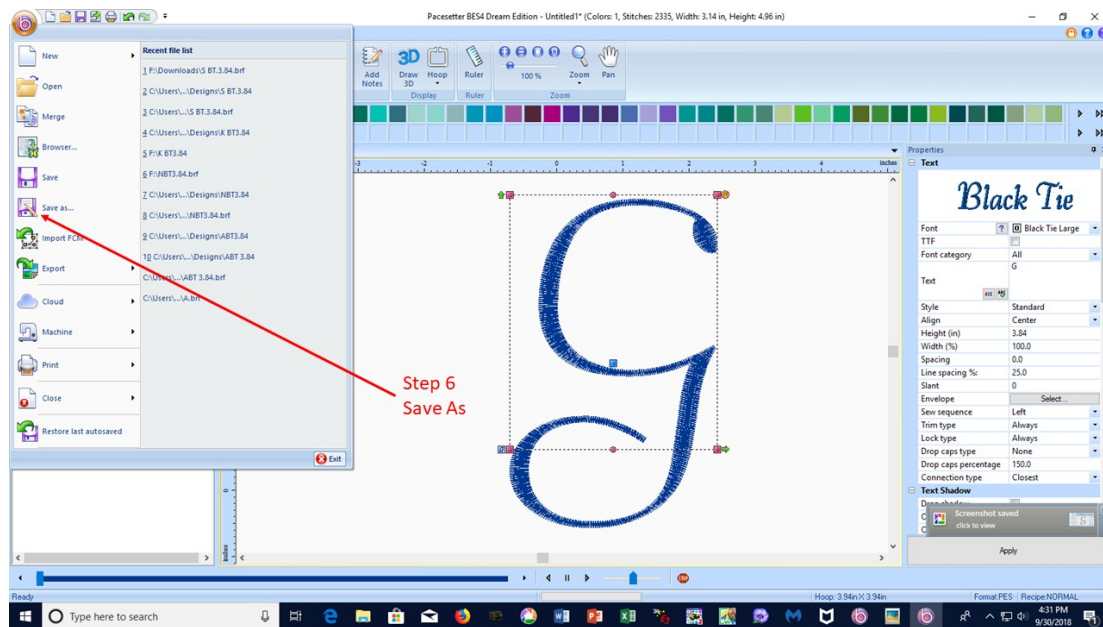 Pacesetter BES4 Dream Edition - Untitled1* (Colors: 1, Stitches: 2335, Width: 3.14 in, Height: 4.96 in)
New
Open
Merge
Browser...
Save
Save as...
Import FCM
Export
Cloud
Machine
Print
Close
Restore last autosaved
Exit
Recent file list
1 F:\Downloads\S BT.3.84.brf
2 C:\Users\...\Designs\S BT.3.84
3 C:\Users\...\S BT.3.84.brf
4 C:\Users\...\Designs\K BT3.84
5 F:\K BT3.84
6 F:\NBT3.84.brf
7 C:\Users\...\Designs\NBT3.84
8 C:\Users\...\NBT3.84.brf
9 C:\Users\...\Designs\ABT3.84
10 C:\Users\...\Designs\ABT 3.84
C:\Users\...\ABT 3.84.brf
C:\Users\...\A.brf
Add Notes
Draw 3D
Hoop
Display
Ruler
Ruler
100 %
Zoom
Pan
Zoom
-3 -2 -1 0 1 2 3 4 inches
Step 6
Save As
G
Properties
Text
Black Tie
Font Black Tie Large
TTF
Font category All
Text G
Style Standard
Align Center
Height (in) 3.84
Width (%) 100.0
Spacing 0.0
Line spacing %: 25.0
Slant 0
Envelope Select...
Sew sequence Left
Trim type Always
Lock type Always
Drop caps type None
Drop caps percentage 150.0
Connection type Closest
Text Shadow
Screenshot saved
click to view
Apply
inches
Ready
Hoop: 3.94in X 3.94in
Format:PES
Recipe:NORMAL
Type here to search
4:31 PM
9/30/2018